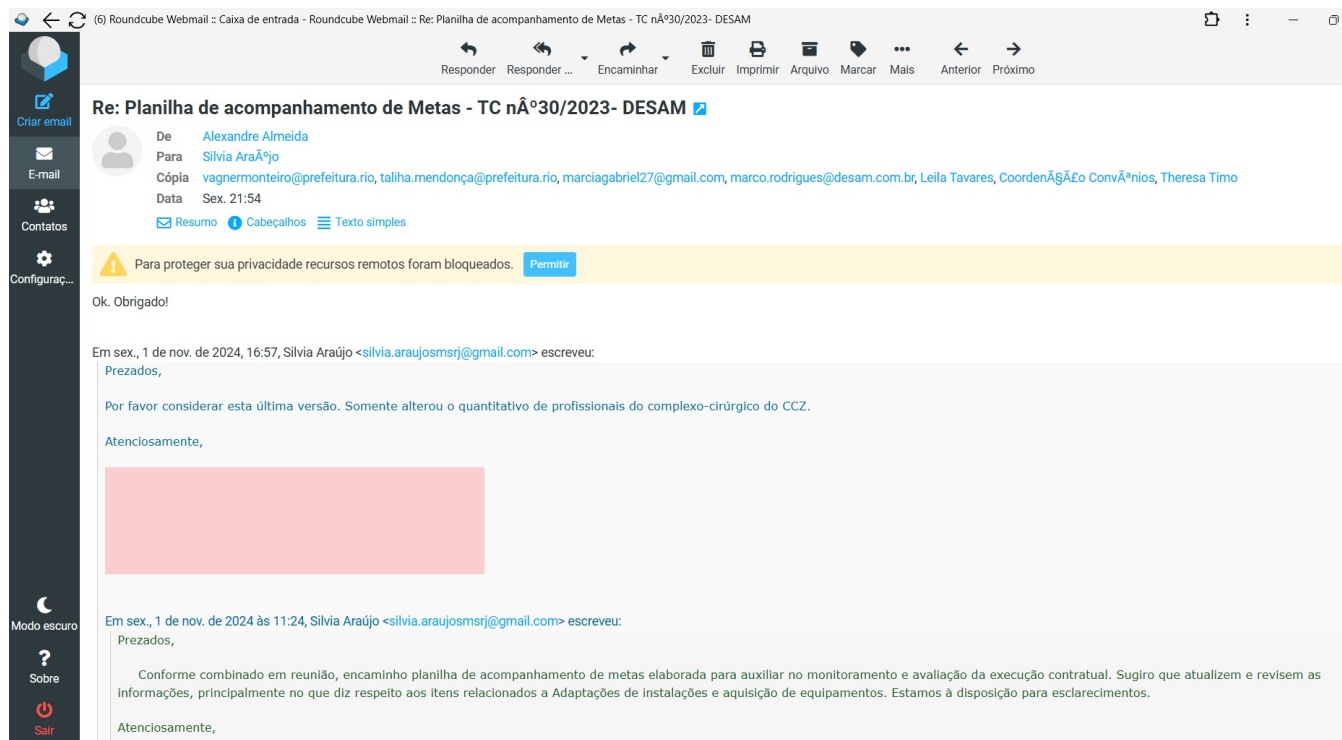 (6) Roundcube Webmail :: Caixa de entrada - Roundcube Webmail :: Re: Planilha de acompanhamento de Metas - TC nÂº30/2023- DESAM
Responder Responder ... Encaminhar Excluir Imprimir Arquivo Marcar Mais Anterior Próximo
Criar email
E-mail
Contatos
Configuraç...
Modo escuro
Sobre
Sair
Re: Planilha de acompanhamento de Metas - TC nÂº30/2023- DESAM
De Alexandre Almeida
Para Silvia AraÃºjo
Cópia vagnermonteiro@prefeitura.rio, taliha.mendonça@prefeitura.rio, marciagabriel27@gmail.com, marco.rodrigues@desam.com.br, Leila Tavares, CoordenÃ§Ã£o ConvÃªnios, Theresa Timo
Data Sex. 21:54
Resumo Cabeçalhos Texto simples
Para proteger sua privacidade recursos remotos foram bloqueados. Permitir
Ok. Obrigado!
Em sex., 1 de nov. de 2024, 16:57, Silvia Araújo <silvia.araujosmsrj@gmail.com> escreveu:
Prezados,
Por favor considerar esta última versão. Somente alterou o quantitativo de profissionais do complexo-cirúrgico do CCZ.
Atenciosamente,
Em sex., 1 de nov. de 2024 às 11:24, Silvia Araújo <silvia.araujosmsrj@gmail.com> escreveu:
Prezados,
Conforme combinado em reunião, encaminho planilha de acompanhamento de metas elaborada para auxiliar no monitoramento e avaliação da execução contratual. Sugiro que atualizem e revisem as
informações, principalmente no que diz respeito aos itens relacionados a Adaptações de instalações e aquisição de equipamentos. Estamos à disposição para esclarecimentos.
Atenciosamente,